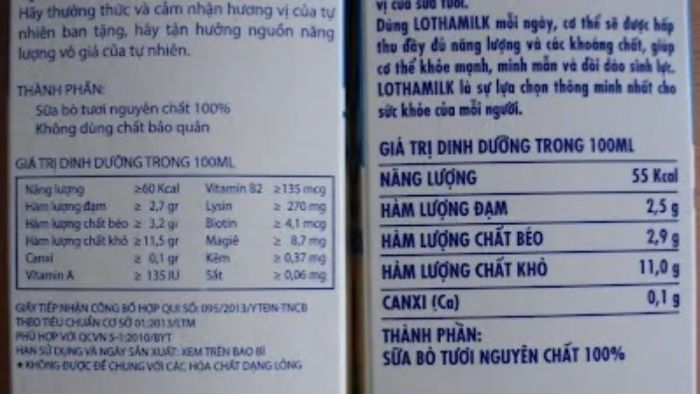 Hãy thưởng thức và cảm nhận hương vị của tự
nhiên ban tặng, hãy tận hưởng nguồn năng
lượng vô giá của tự nhiên.
THÀNH PHẦN:
Sữa bò tươi nguyên chất 100%
Không dùng chất bảo quản
GIÁ TRỊ DINH DƯỠNG TRONG 100ML
Năng lượng ≥60 Kcal Vitamin B2 ≥135 mcg
Hàm lượng đạm ≥ 2,7 gr Lysin ≥ 270 mg
Hàm lượng chất béo ≥ 3,2 gr Biotin ≥ 4,1 mcg
Hàm lượng chất khô ≥11,5 gr Magiê ≥ 8,7 mg
Canxi ≥ 0,1 gr Kẽm ≥ 0,37 mg
Vitamin A ≥ 135 IU Sắt ≥ 0,06 mg
GIẤY TIẾP NHẬN CÔNG BỐ HỢP QUI SỐ: 095/2013/YTĐN-TNCB
THEO TIÊU CHUẨN CƠ SỞ 01:2013/LTM
PHÙ HỢP VỚI QCVN 5-1:2010/BYT
HẠN SỬ DỤNG VÀ NGÀY SẢN XUẤT: XEM TRÊN BAO BÌ
* KHÔNG ĐƯỢC ĐỂ CHUNG VỚI CÁC HÓA CHẤT DẠNG LỎNG
vị của sữa tươi.
Dùng LOTHAMILK mỗi ngày, cơ thể sẽ được hấp
thu đầy đủ năng lượng và các khoáng chất, giúp
cơ thể khỏe mạnh, minh mẫn và dồi dào sinh lực.
LOTHAMILK là sự lựa chọn thông minh nhất cho
sức khỏe của mỗi người.
GIÁ TRỊ DINH DƯỠNG TRONG 100ML
NĂNG LƯỢNG 55 Kcal
HÀM LƯỢNG ĐẠM 2,5 g
HÀM LƯỢNG CHẤT BÉO 2,9 g
HÀM LƯỢNG CHẤT KHÔ 11,0 g
CANXI (Ca) 0,1 g
THÀNH PHẦN:
SỮA BÒ TƯƠI NGUYÊN CHẤT 100%